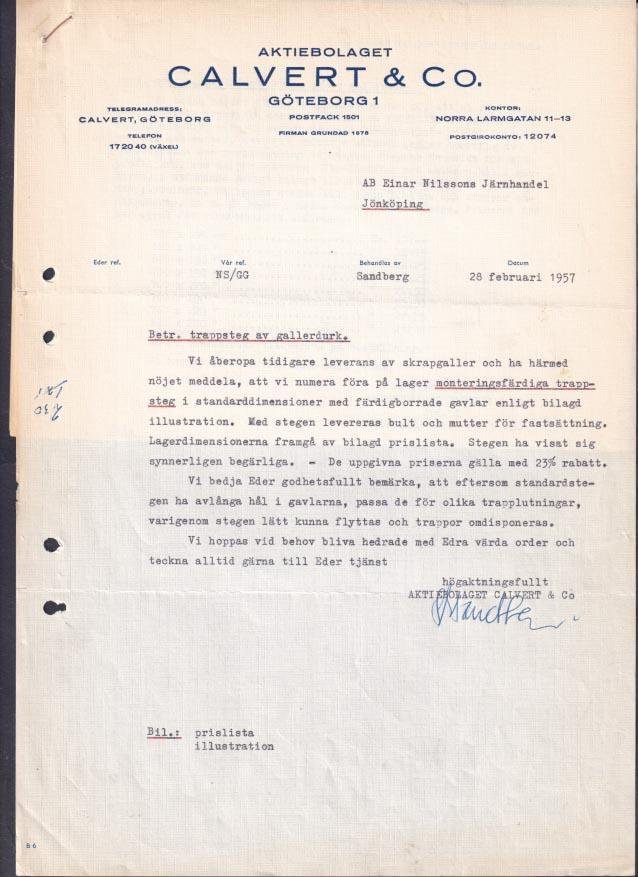 AKTIEBOLAGET
CALVERT & Co.
GÖTEBORG 1
POSTFACK 1501
FIRMAN GRUNDAD 1878
TELEGRAMADRESS:
CALVERT, GÖTEBORG
TELEFON
17 20 40 (VÄXEL)
KONTOR:
NORRA LARMGATAN 11–13
POSTGIROKONTO: 12074
AB Einar Nilssons Järnhandel
Jönköping
Eder ref.
Vår ref.
NS/GG
Behandlas av
Sandberg
Datum
28 februari 1957
Betr. trappsteg av gallerdurk.
Vi åberopa tidigare leverans av skrapgaller och ha härmed
nöjet meddela, att vi numera föra på lager monteringsfärdiga trapp-
steg i standarddimensioner med färdigborrade gavlar enligt bilagd
illustration. Med stegen levereras bult och mutter för fastsättning.
Lagerdimensionerna framgå av bilagd prislista. Stegen ha visat sig
synnerligen begärliga. - De uppgivna priserna gälla med 23% rabatt.
Vi bedja Eder godhetsfullt bemärka, att eftersom standardste-
gen ha avlånga hål i gavlarna, passa de för olika trapplutningar,
varigenom stegen lätt kunna flyttas och trappor omdisponeras.
Vi hoppas vid behov bliva hedrade med Edra värda order och
teckna alltid gärna till Eder tjänst
högaktningsfullt
AKTIEBOLAGET CALVERT & Co
Bil.: prislista
illustration
B 6